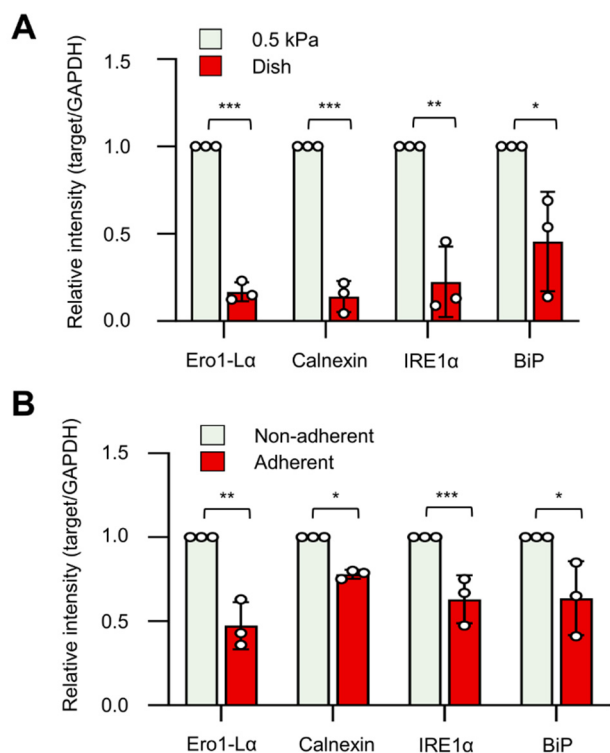 A
0.5 kPa
Dish
Relative intensity (target/GAPDH)
1.5
1.0
0.5
0.0
***
***
**
*
Ero1-Lα
Calnexin
IRE1α
BiP
B
Non-adherent
Adherent
Relative intensity (target/GAPDH)
1.5
1.0
0.5
0.0
**
*
***
*
Ero1-Lα
Calnexin
IRE1α
BiP